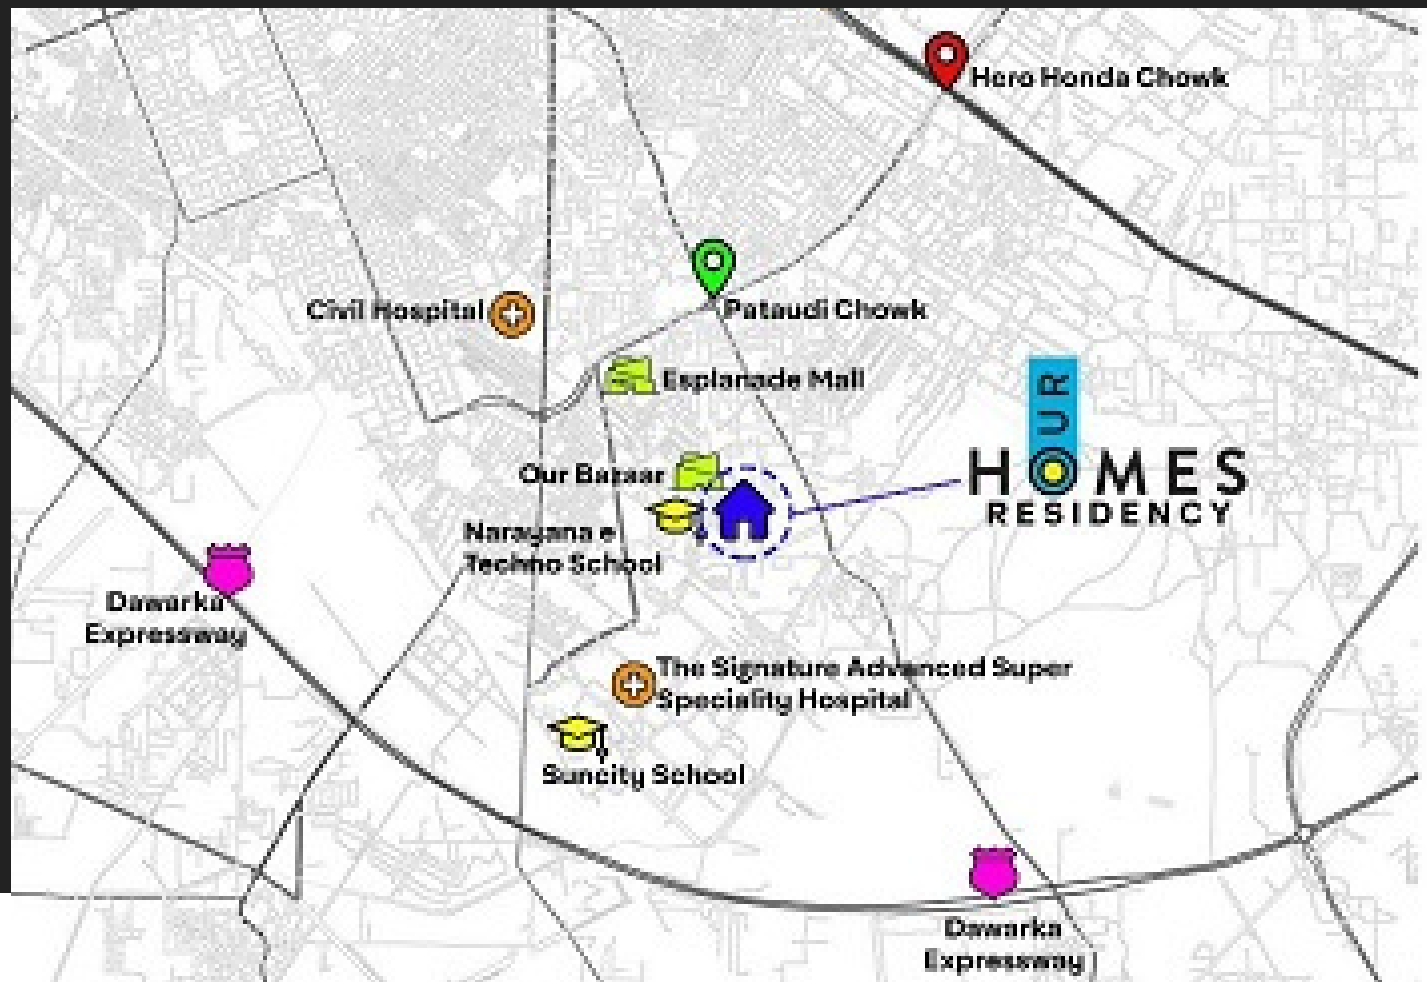 Hero Honda Chowk
Civil Hospital
Pataudi Chowk
Esplanade Mall
OUR
HOMES
RESIDENCY
Our Bazaar
Narayana e
Techno School
Dawarka
Expressway
The Signature Advanced Super
Speciality Hospital
Suncity School
Dawarka
Expressway